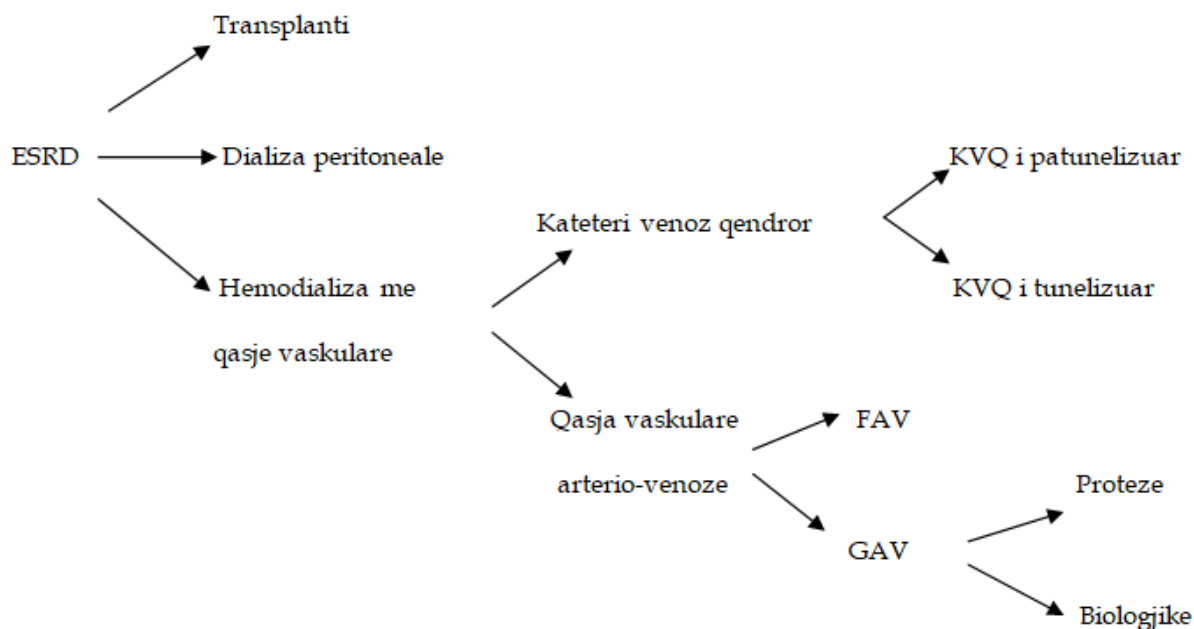 Transplanti
ESRD
Dializa peritoneale
KVQ i patunelizuar
Kateteri venoz qendror
Hemodializa me
qasje vaskulare
KVQ i tunelizuar
Qasja vaskulare
arterio-venoze
FAV
GAV
Proteze
Biologjike